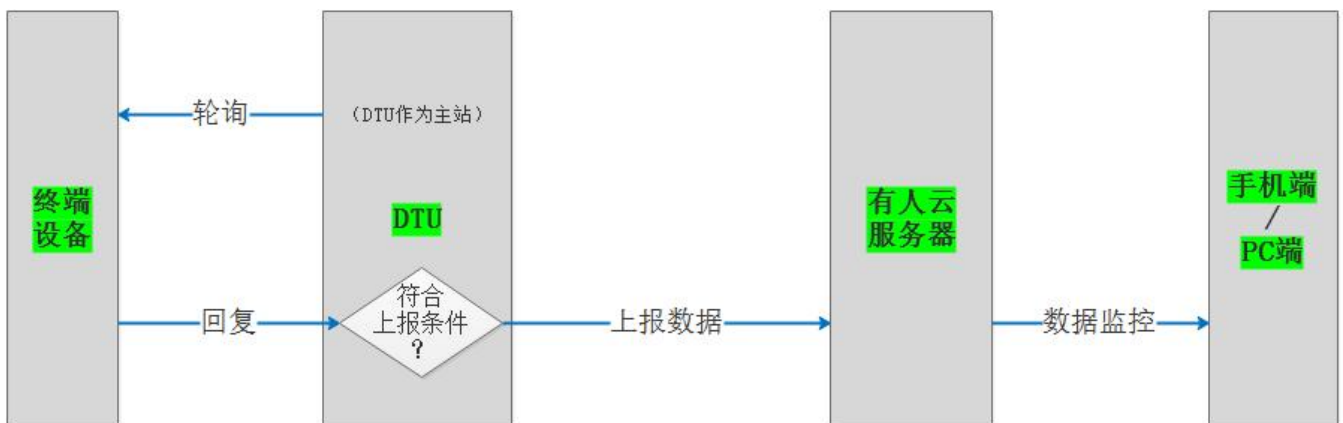 轮询
（DTU作为主站）
终端
设备
DTU
有人云
服务器
手机端
/
PC端
回复
符合
上报条件
？
上报数据
数据监控